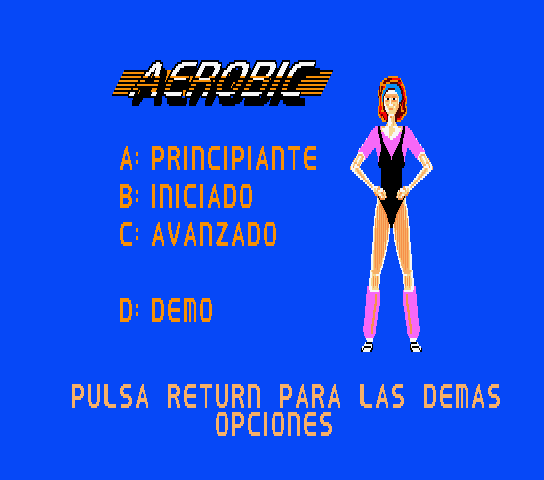 AEROBIC
A: PRINCIPIANTE
B: INICIADO
C: AVANZADO
D: DEMO
PULSA RETURN PARA LAS DEMAS
OPCIONES